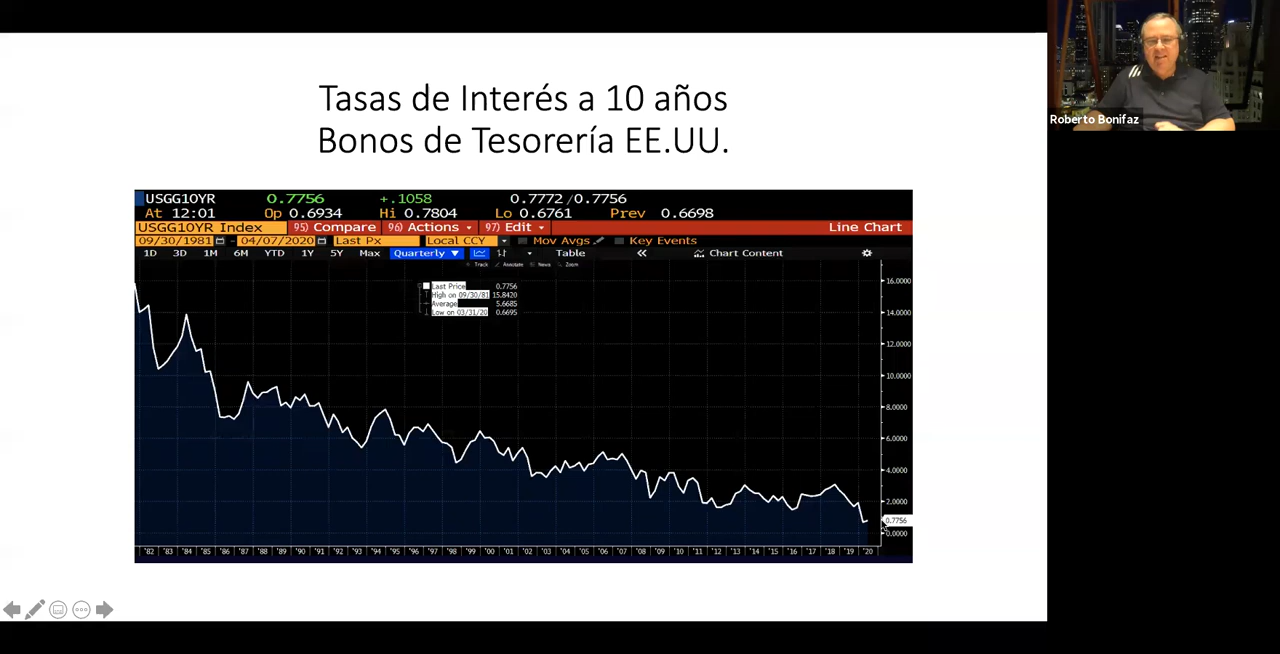 Tasas de Interés a 10 años
Bonos de Tesorería EE.UU.
Roberto Bonifaz
USGG10YR 0.7756 +.1058 0.7772/0.7756
At 12:01 Op 0.6934 Hi 0.7804 Lo 0.6761 Prev 0.6698
USGG10YR Index 95) Compare 96) Actions 97) Edit Line Chart
09/30/1981 - 04/07/2020 Last Px Local CCY Mov Avgs Key Events
1D 3D 1M 6M YTD 1Y 5Y Max Quarterly Table « Chart Content
Track Annotate News Zoom
Last Price 0.7756
High on 09/30/81 15.8420
Average 5.6685
Low on 03/31/20 0.6695
16.0000
14.0000
12.0000
10.0000
8.0000
6.0000
4.0000
2.0000
0.7756
0.0000
'82 '83 '84 '85 '86 '87 '88 '89 '90 '91 '92 '93 '94 '95 '96 '97 '98 '99 '00 '01 '02 '03 '04 '05 '06 '07 '08 '09 '10 '11 '12 '13 '14 '15 '16 '17 '18 '19 '20